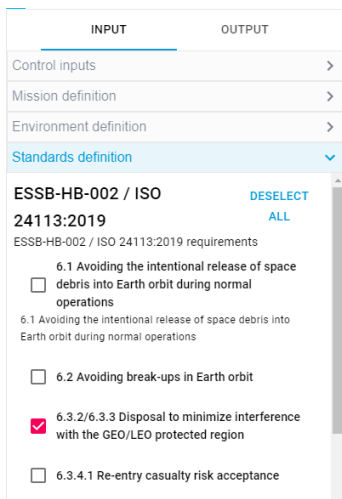 INPUT OUTPUT
Control inputs
Mission definition
Environment definition
Standards definition
ESSB-HB-002 / ISO
24113:2019
DESELECT
ALL
ESSB-HB-002 / ISO 24113:2019 requirements
6.1 Avoiding the intentional release of space
debris into Earth orbit during normal
operations
6.1 Avoiding the intentional release of space debris into
Earth orbit during normal operations
6.2 Avoiding break-ups in Earth orbit
6.3.2/6.3.3 Disposal to minimize interference
with the GEO/LEO protected region
6.3.4.1 Re-entry casualty risk acceptance